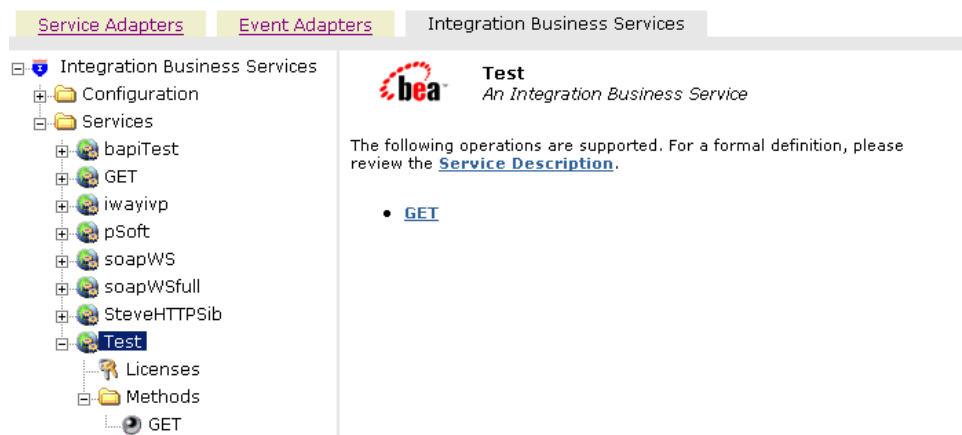 Service Adapters Event Adapters Integration Business Services
Integration Business Services
Configuration
Services
bapiTest
GET
iwayivp
pSoft
soapWS
soapWSfull
SteveHTTPSib
Test
Licenses
Methods
GET
bea
Test
An Integration Business Service
The following operations are supported. For a formal definition, please
review the Service Description.
• GET